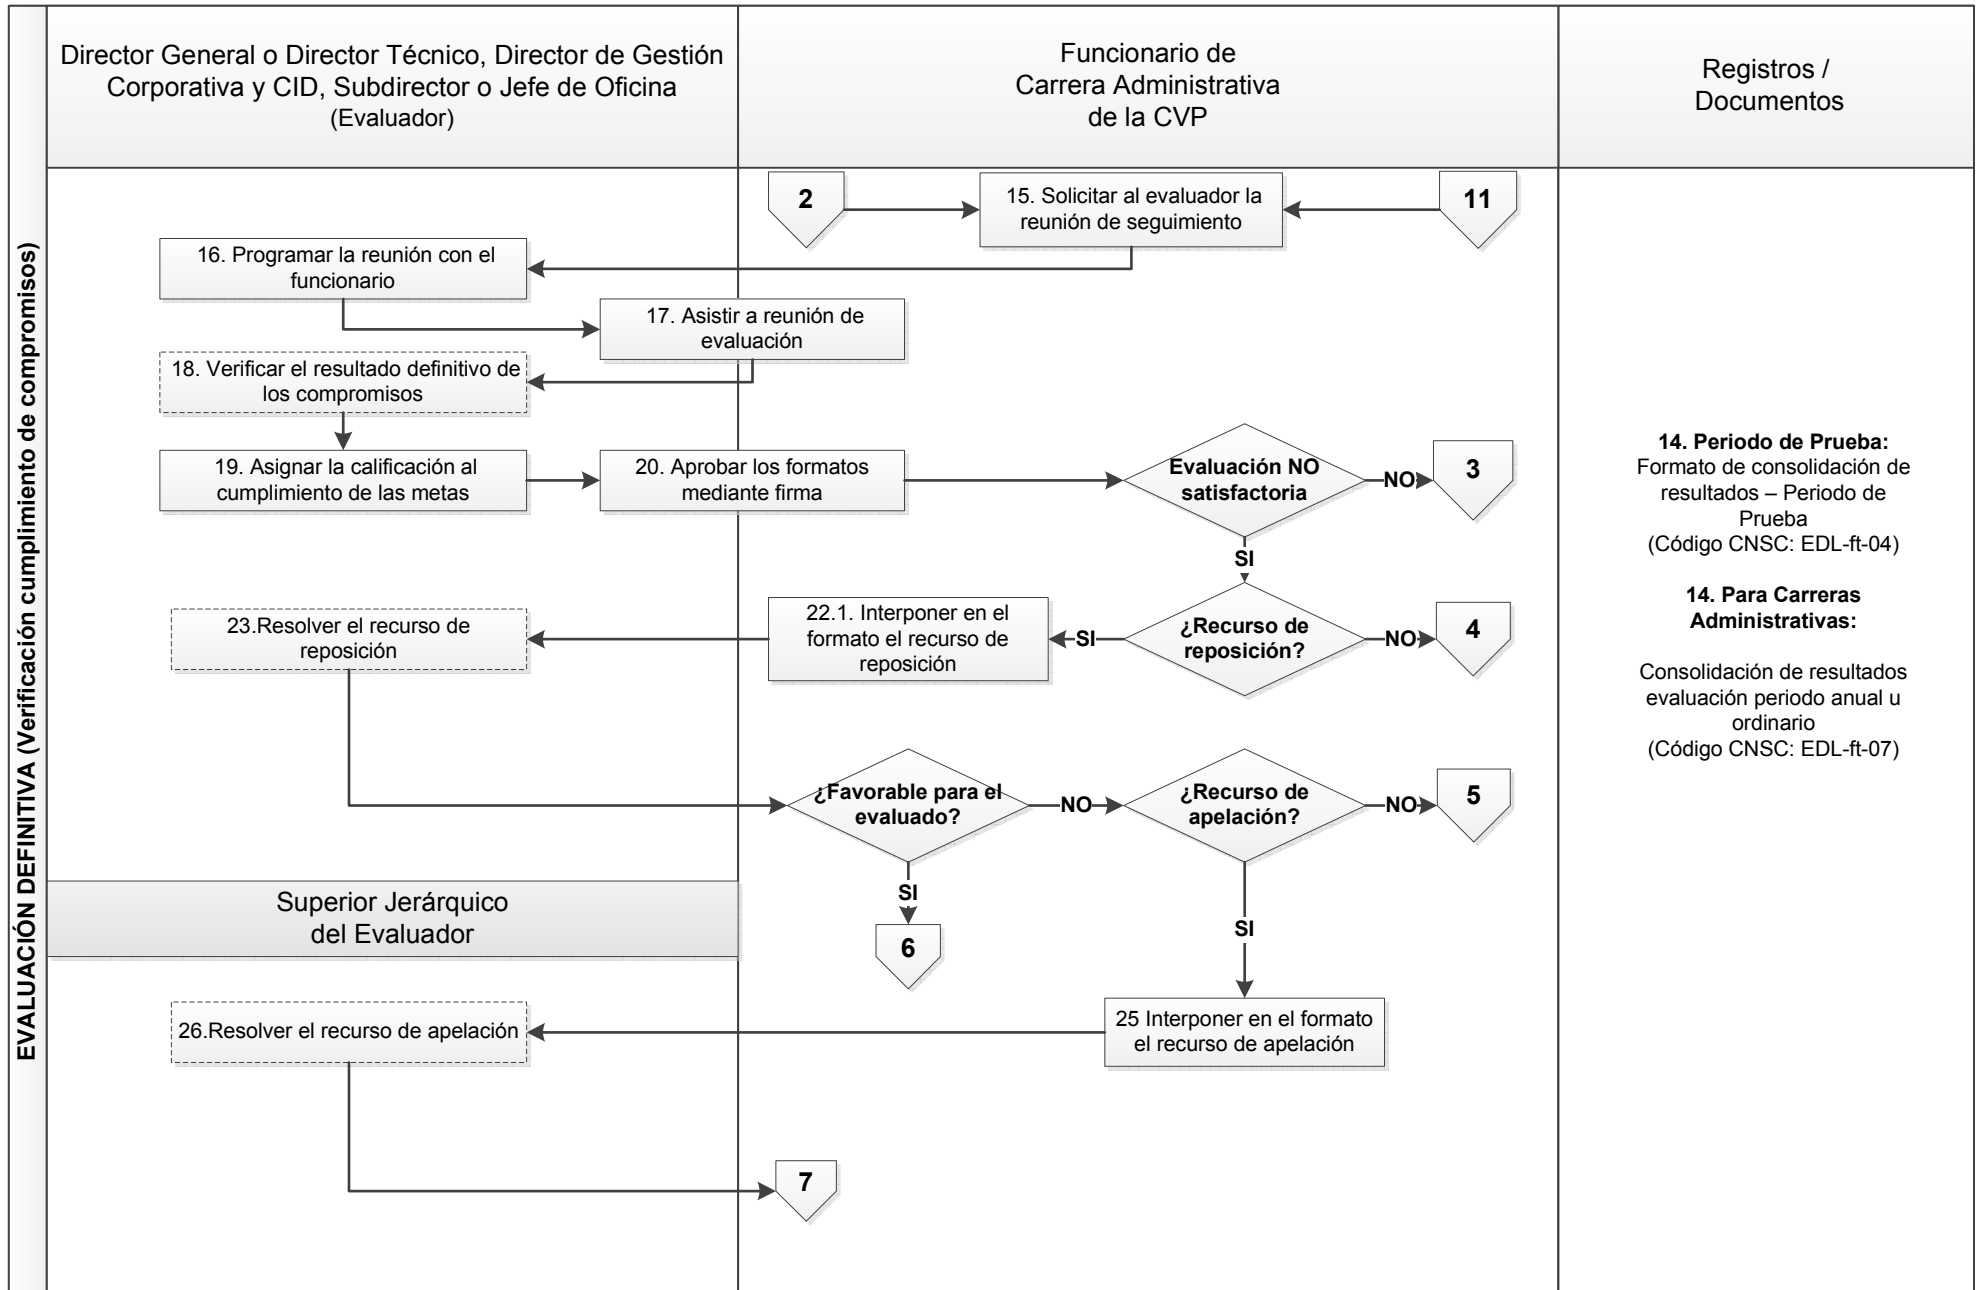 EVALUACIÓN DEFINITIVA (Verificación cumplimiento de compromisos)
Director General o Director Técnico, Director de Gestión
Corporativa y CID, Subdirector o Jefe de Oficina
(Evaluador)
Funcionario de
Carrera Administrativa
de la CVP
Registros /
Documentos
2
15. Solicitar al evaluador la
reunión de seguimiento
11
16. Programar la reunión con el
funcionario
17. Asistir a reunión de
evaluación
18. Verificar el resultado definitivo de
los compromisos
19. Asignar la calificación al
cumplimiento de las metas
20. Aprobar los formatos
mediante firma
Evaluación NO
satisfactoria
NO
3
SI
23.Resolver el recurso de
reposición
22.1. Interponer en el
formato el recurso de
reposición
SI
¿Recurso de
reposición?
NO
4
¿Favorable para el
evaluado?
NO
¿Recurso de
apelación?
NO
5
SI
6
SI
Superior Jerárquico
del Evaluador
26.Resolver el recurso de apelación
25 Interponer en el formato
el recurso de apelación
7
14. Periodo de Prueba:
Formato de consolidación de
resultados – Periodo de
Prueba
(Código CNSC: EDL-ft-04)
14. Para Carreras
Administrativas:
Consolidación de resultados
evaluación periodo anual u
ordinario
(Código CNSC: EDL-ft-07)